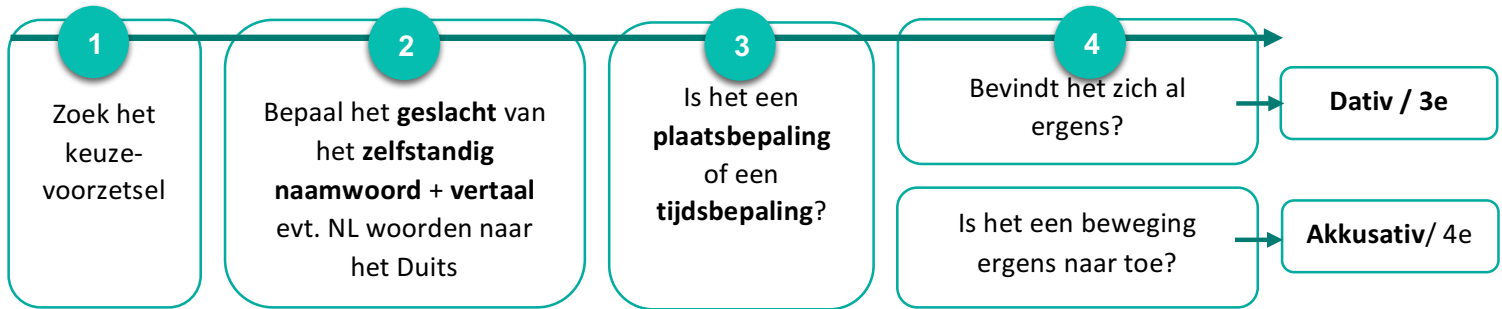 1
Zoek het
keuze-
voorzetsel
2
Bepaal het geslacht van
het zelfstandig
naamwoord + vertaal
evt. NL woorden naar
het Duits
3
Is het een
plaatsbepaling
of een
tijdsbepaling?
4
Bevindt het zich al
ergens?
Dativ / 3e
Is het een beweging
ergens naar toe?
Akkusativ/ 4e